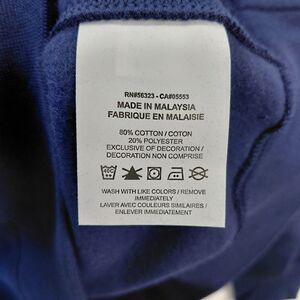 RN#56323 - CA#05553
MADE IN MALAYSIA
FABRIQUE EN MALAISIE
80% COTTON / COTON
20% POLYESTER
EXCLUSIVE OF DECORATION /
DECORATION NON COMPRISE
WASH WITH LIKE COLORS / REMOVE
IMMEDIATELY
LAVER AVEC COULEURS SIMILAIRES /
ENLEVER IMMEDIATEMENT